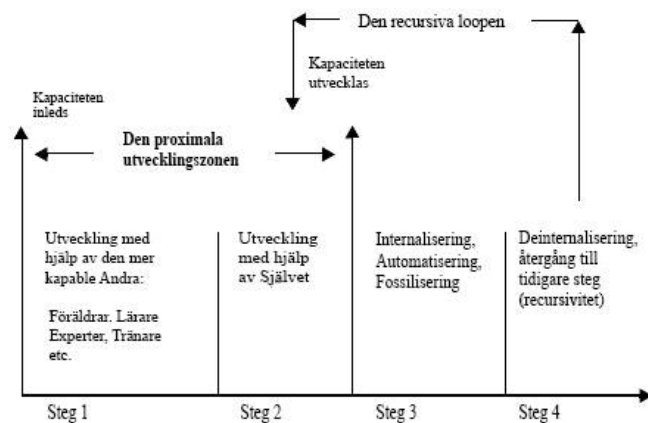 Den recursiva loopen
Kapaciteten
utvecklas
Kapaciteten
inleds
Den proximala
utvecklingszonen
Utveckling med
hjälp av den mer
kapable Andra:
Föräldrar. Lärare
Experter, Tränare
etc.
Utveckling
med hjälp
av Självet
Internalisering,
Automatisering,
Fossilisering
Deinternalisering,
återgång till
tidigare steg
(recursivitet)
Steg 1
Steg 2
Steg 3
Steg 4